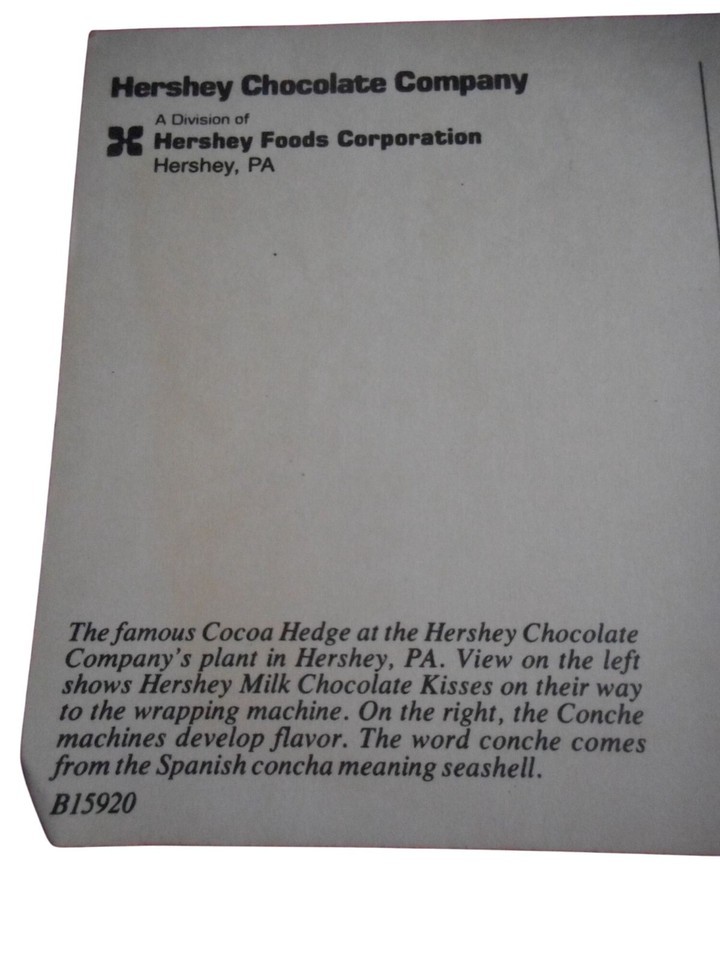 Hershey Chocolate Company
A Division of
Hershey Foods Corporation
Hershey, PA
The famous Cocoa Hedge at the Hershey Chocolate
Company's plant in Hershey, PA. View on the left
shows Hershey Milk Chocolate Kisses on their way
to the wrapping machine. On the right, the Conche
machines develop flavor. The word conche comes
from the Spanish concha meaning seashell.
B15920